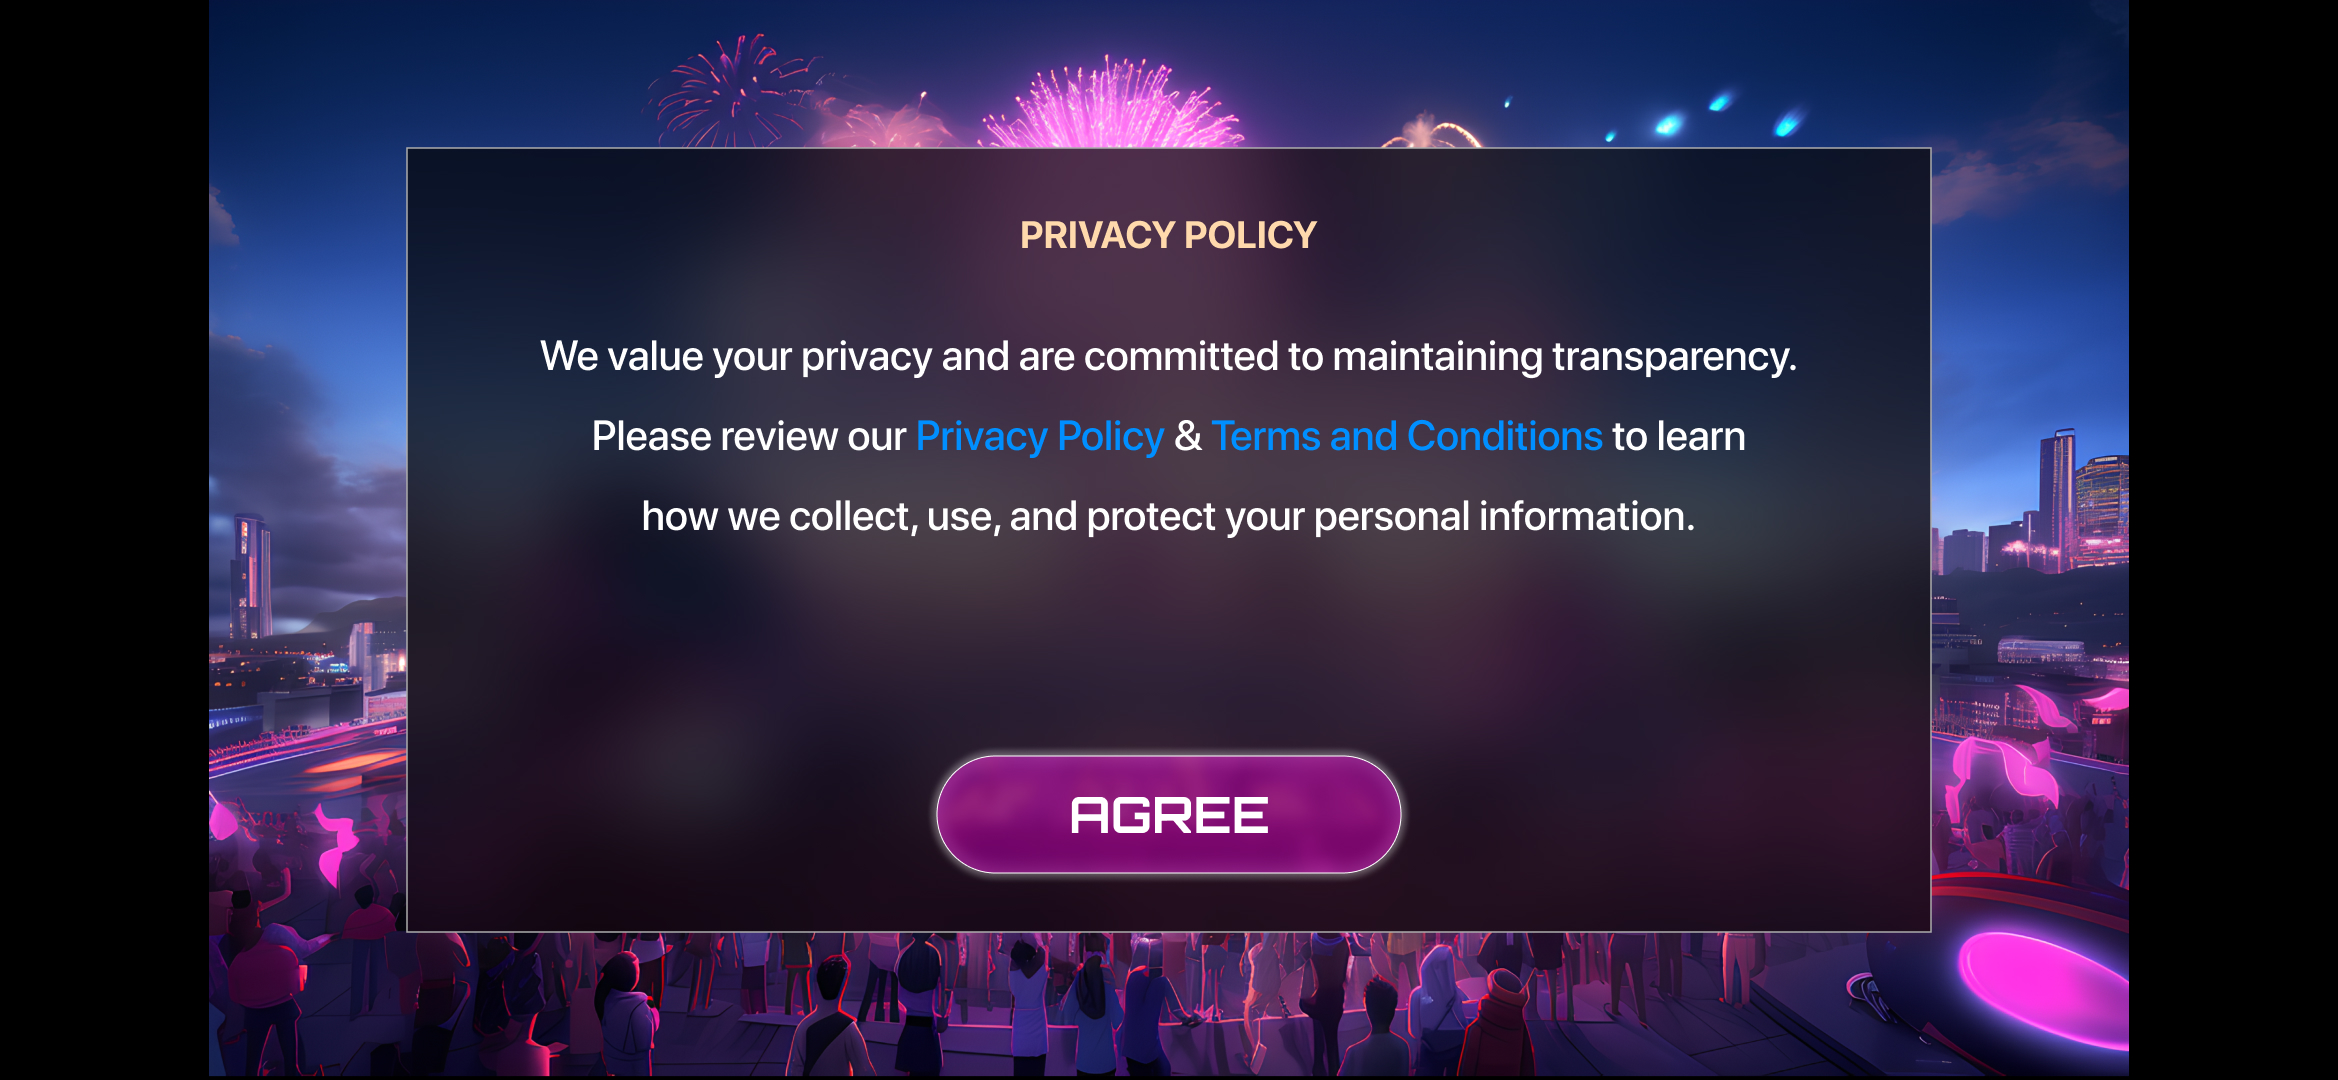 PRIVACY POLICY
We value your privacy and are committed to maintaining transparency.
Please review our Privacy Policy & Terms and Conditions to learn
how we collect, use, and protect your personal information.
AGREE